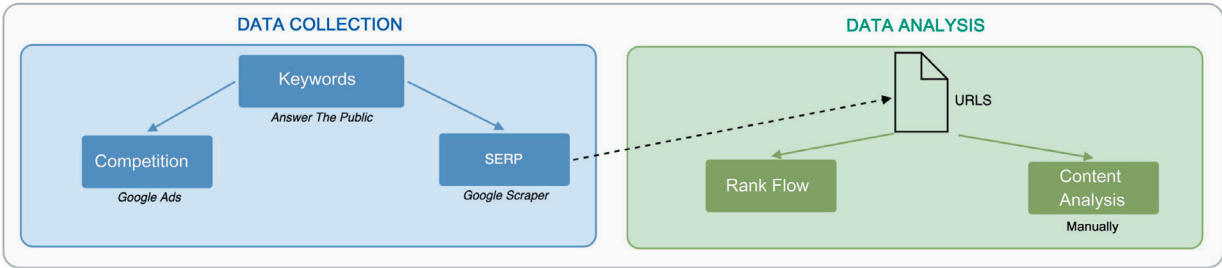 DATA COLLECTION
Keywords
Answer The Public
Competition
Google Ads
SERP
Google Scraper
DATA ANALYSIS
URLS
Rank Flow
Content
Analysis
Manually